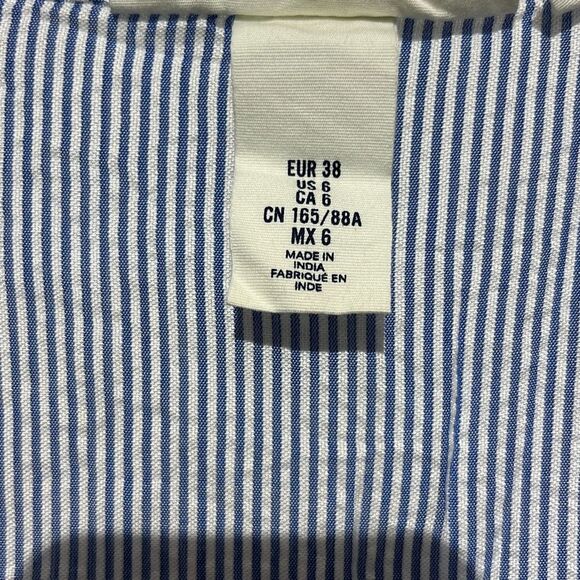 EUR 38
US 6
CA 6
CN 165/88A
MX 6
MADE IN
INDIA
FABRIQUÉ EN
INDE